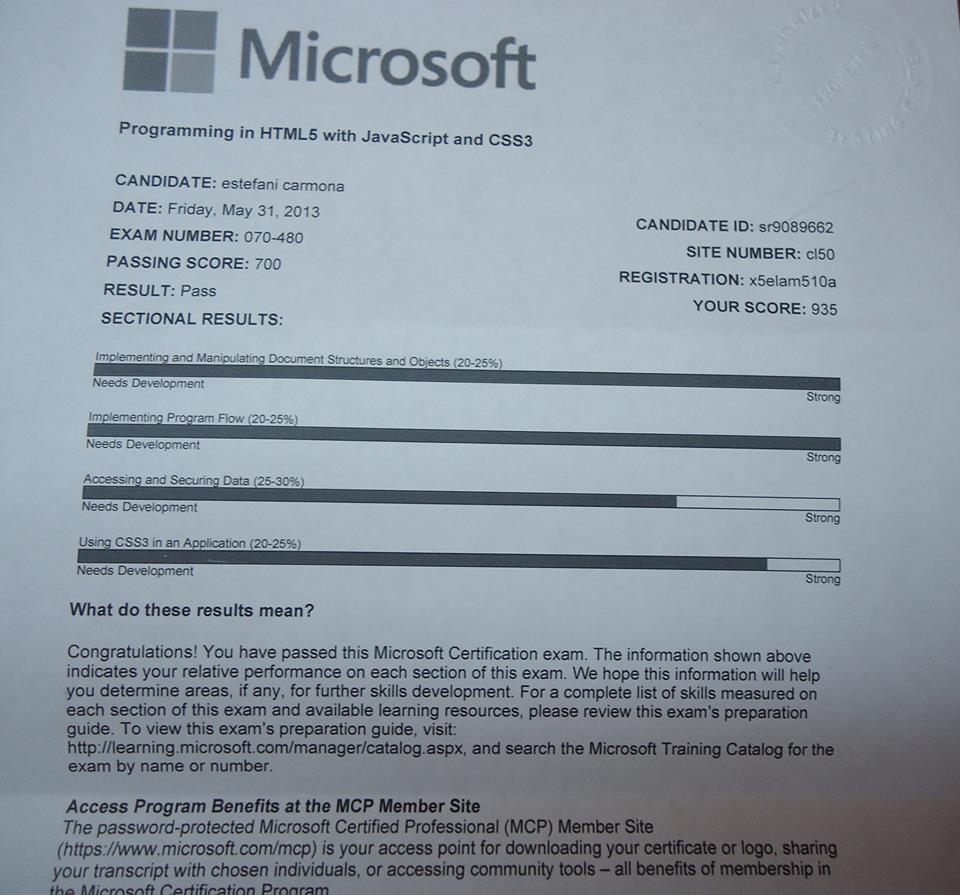 Microsoft
Programming in HTML5 with JavaScript and CSS3
CANDIDATE: estefani carmona
DATE: Friday, May 31, 2013
EXAM NUMBER: 070-480
PASSING SCORE: 700
RESULT: Pass
SECTIONAL RESULTS:
CANDIDATE ID: sr9089662
SITE NUMBER: cl50
REGISTRATION: x5elam510a
YOUR SCORE: 935
Implementing and Manipulating Document Structures and Objects (20-25%)
Needs Development
Strong
Implementing Program Flow (20-25%)
Needs Development
Strong
Accessing and Securing Data (25-30%)
Needs Development
Strong
Using CSS3 in an Application (20-25%)
Needs Development
Strong
What do these results mean?
Congratulations! You have passed this Microsoft Certification exam. The information shown above
indicates your relative performance on each section of this exam. We hope this information will help
you determine areas, if any, for further skills development. For a complete list of skills measured on
each section of this exam and available learning resources, please review this exam's preparation
guide. To view this exam's preparation guide, visit:
http://learning.microsoft.com/manager/catalog.aspx, and search the Microsoft Training Catalog for the
exam by name or number.
Access Program Benefits at the MCP Member Site
The password-protected Microsoft Certified Professional (MCP) Member Site
(https://www.microsoft.com/mcp) is your access point for downloading your certificate or logo, sharing
your transcript with chosen individuals, or accessing community tools – all benefits of membership in
the Microsoft Certification Program